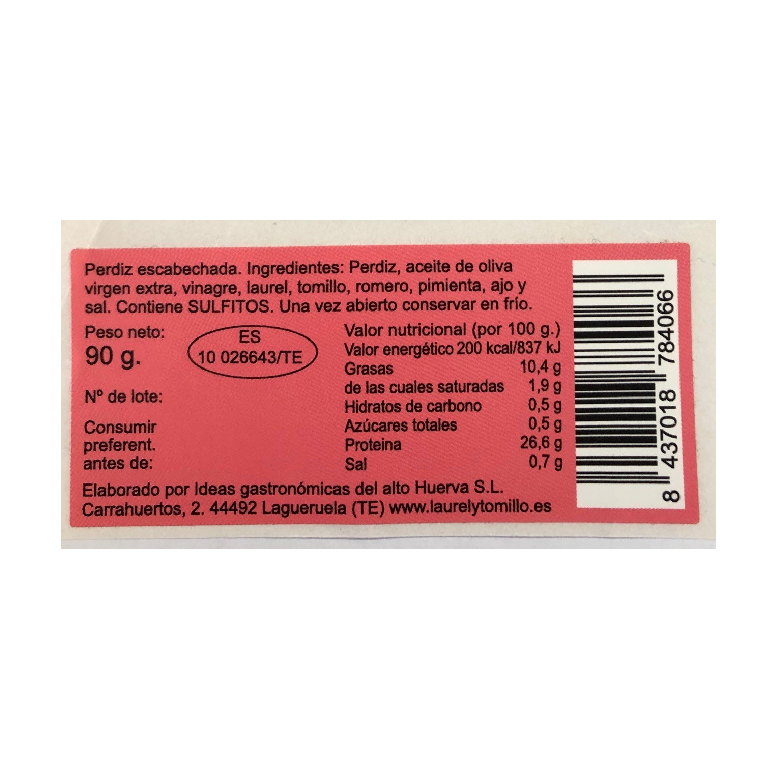 Perdiz escabechada. Ingredientes: Perdiz, aceite de oliva
virgen extra, vinagre, laurel, tomillo, romero, pimienta, ajo y
sal. Contiene SULFITOS. Una vez abierto conservar en frío.
Peso neto:
90 g.
ES
10 026643/TE
Nº de lote:
Consumir
preferent.
antes de:
Valor nutricional (por 100 g.)
Valor energético 200 kcal/837 kJ
Grasas 10,4 g
de las cuales saturadas 1,9 g
Hidratos de carbono 0,5 g
Azúcares totales 0,5 g
Proteina 26,6 g
Sal 0,7 g
Elaborado por Ideas gastronómicas del alto Huerva S.L.
Carrahuertos, 2. 44492 Lagueruela (TE) www.laurelytomillo.es
8 437018 784066